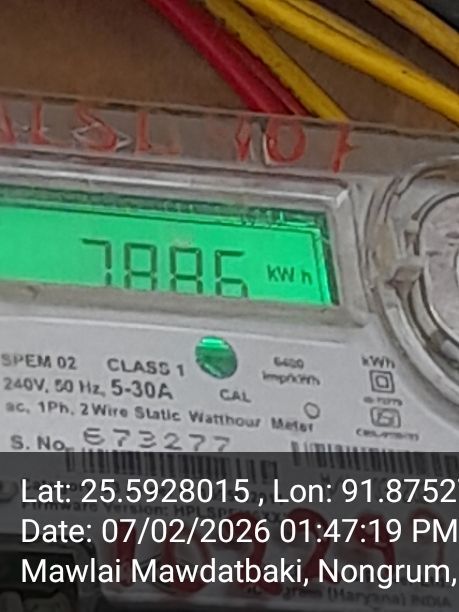 7886 kWh
SPEM 02 CLASS 1
6400
imp/kWh
kWh
240V, 50 Hz, 5-30A
CAL
ac, 1Ph, 2Wire Static Watthour Meter
S. No. 673277
Lat: 25.5928015 , Lon: 91.8752
Date: 07/02/2026 01:47:19 PM
Mawlai Mawdatbaki, Nongrum,